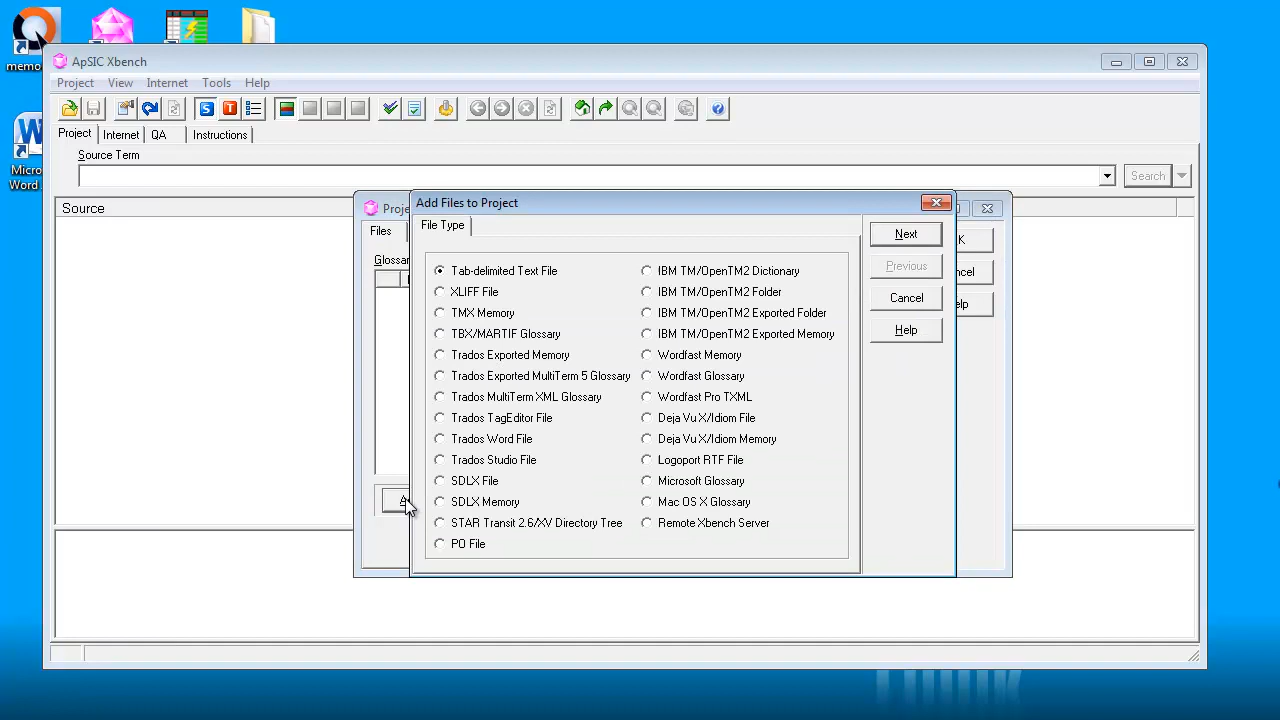 memo
Micro
Word
ApSIC Xbench
Project View Internet Tools Help
Project Internet QA Instructions
Source Term
Search
Source
Proje
Files
Glossar
A
K
ncel
elp
Add Files to Project
File Type
Tab-delimited Text File
XLIFF File
TMX Memory
TBX/MARTIF Glossary
Trados Exported Memory
Trados Exported MultiTerm 5 Glossary
Trados MultiTerm XML Glossary
Trados TagEditor File
Trados Word File
Trados Studio File
SDLX File
SDLX Memory
STAR Transit 2.6/XV Directory Tree
PO File
IBM TM/OpenTM2 Dictionary
IBM TM/OpenTM2 Folder
IBM TM/OpenTM2 Exported Folder
IBM TM/OpenTM2 Exported Memory
Wordfast Memory
Wordfast Glossary
Wordfast Pro TXML
Deja Vu X/Idiom File
Deja Vu X/Idiom Memory
Logoport RTF File
Microsoft Glossary
Mac OS X Glossary
Remote Xbench Server
Next
Previous
Cancel
Help